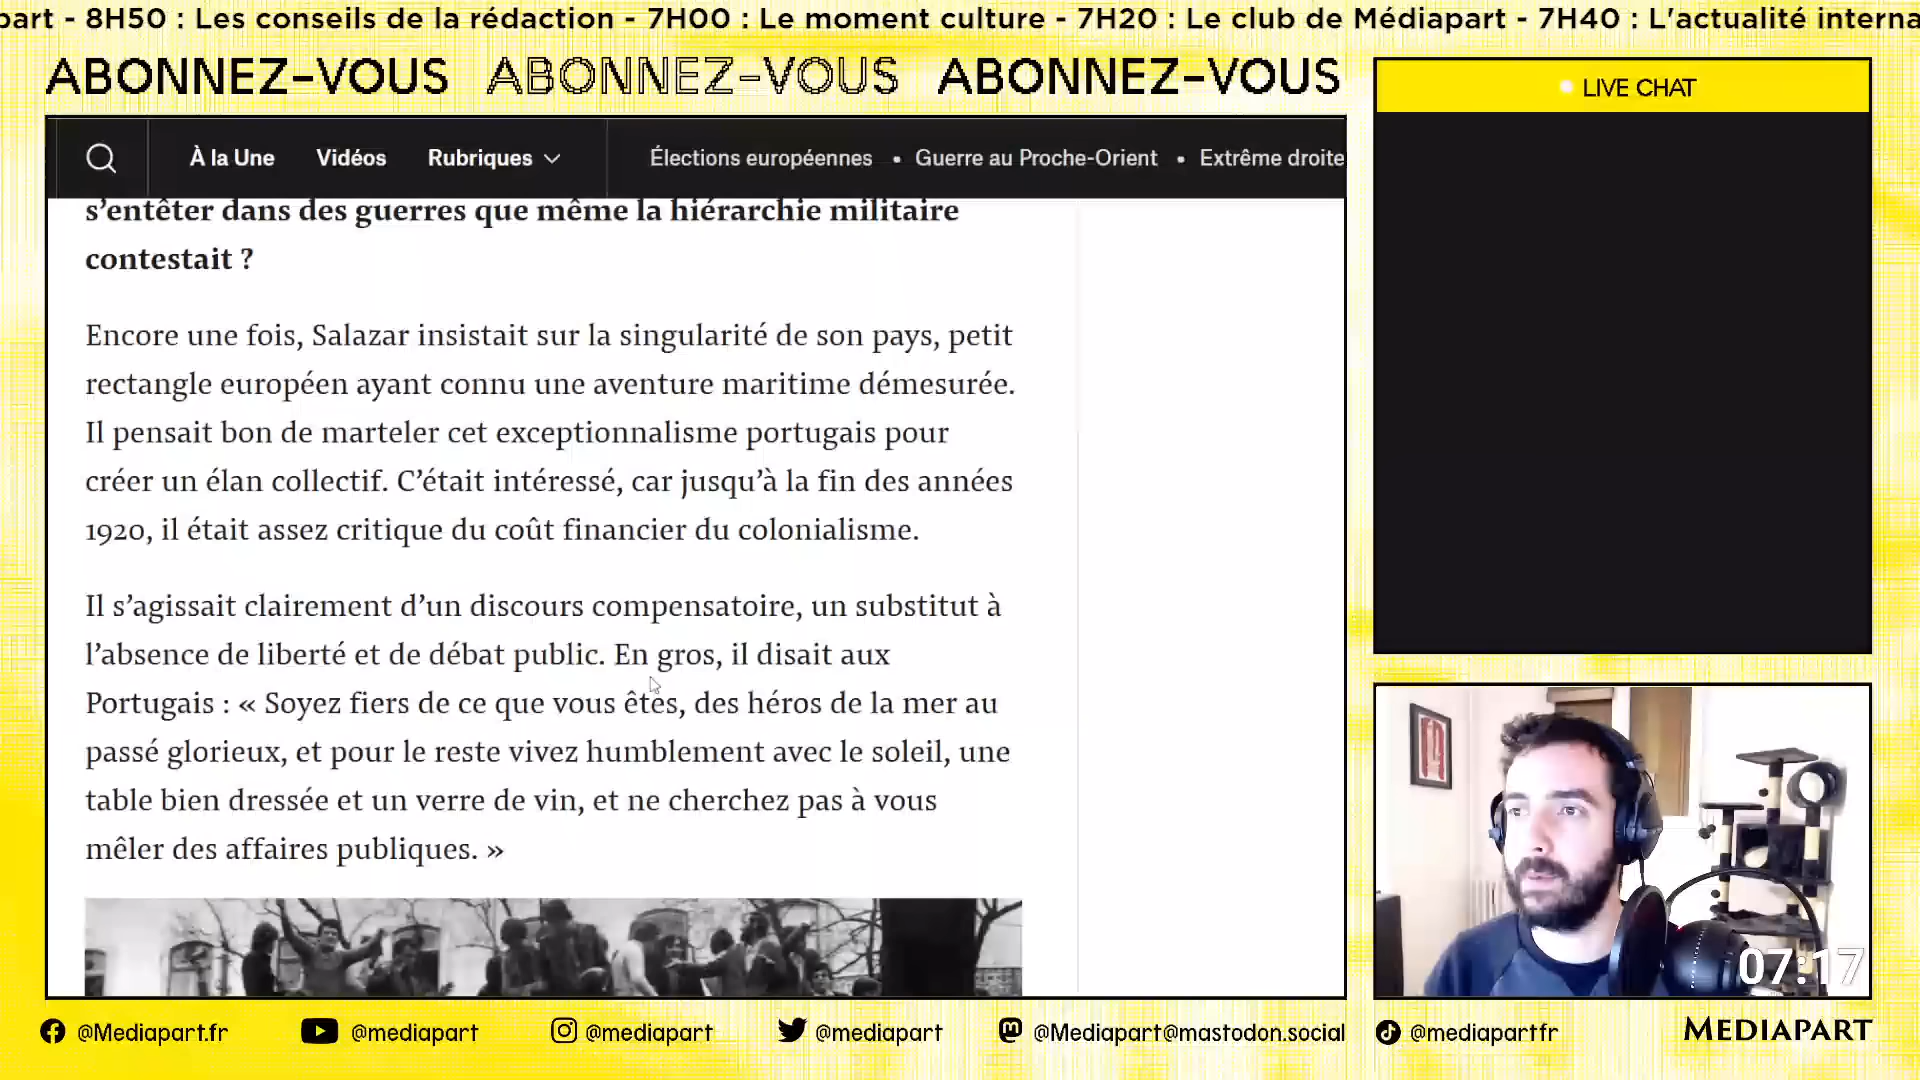 part - 8H50 : Les conseils de la rédaction - 7H00 : Le moment culture - 7H20 : Le club de Médiapart - 7H40 : L'actualité interna
ABONNEZ-VOUS ABONNEZ-VOUS ABONNEZ-VOUS
LIVE CHAT
À la Une Vidéos Rubriques Élections européennes • Guerre au Proche-Orient • Extrême droite
s’entêter dans des guerres que même la hiérarchie militaire
contestait ?
Encore une fois, Salazar insistait sur la singularité de son pays, petit
rectangle européen ayant connu une aventure maritime démesurée.
Il pensait bon de marteler cet exceptionnalisme portugais pour
créer un élan collectif. C’était intéressé, car jusqu’à la fin des années
1920, il était assez critique du coût financier du colonialisme.
Il s’agissait clairement d’un discours compensatoire, un substitut à
l’absence de liberté et de débat public. En gros, il disait aux
Portugais : « Soyez fiers de ce que vous êtes, des héros de la mer au
passé glorieux, et pour le reste vivez humblement avec le soleil, une
table bien dressée et un verre de vin, et ne cherchez pas à vous
mêler des affaires publiques. »
07:17
@Mediapart.fr @mediapart @mediapart @mediapart @Mediapart@mastodon.social @mediapartfr MEDIAPART